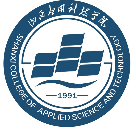 山西应用科技学院
SHANXI COLLEGE OF APPLIED SCIENCE AND TECHNOLOGY
1991